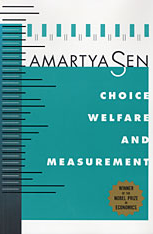 AMARTYA SEN
CHOICE
WELFARE
AND
MEASUREMENT
WINNER
OF THE
NOBEL PRIZE
IN
ECONOMICS